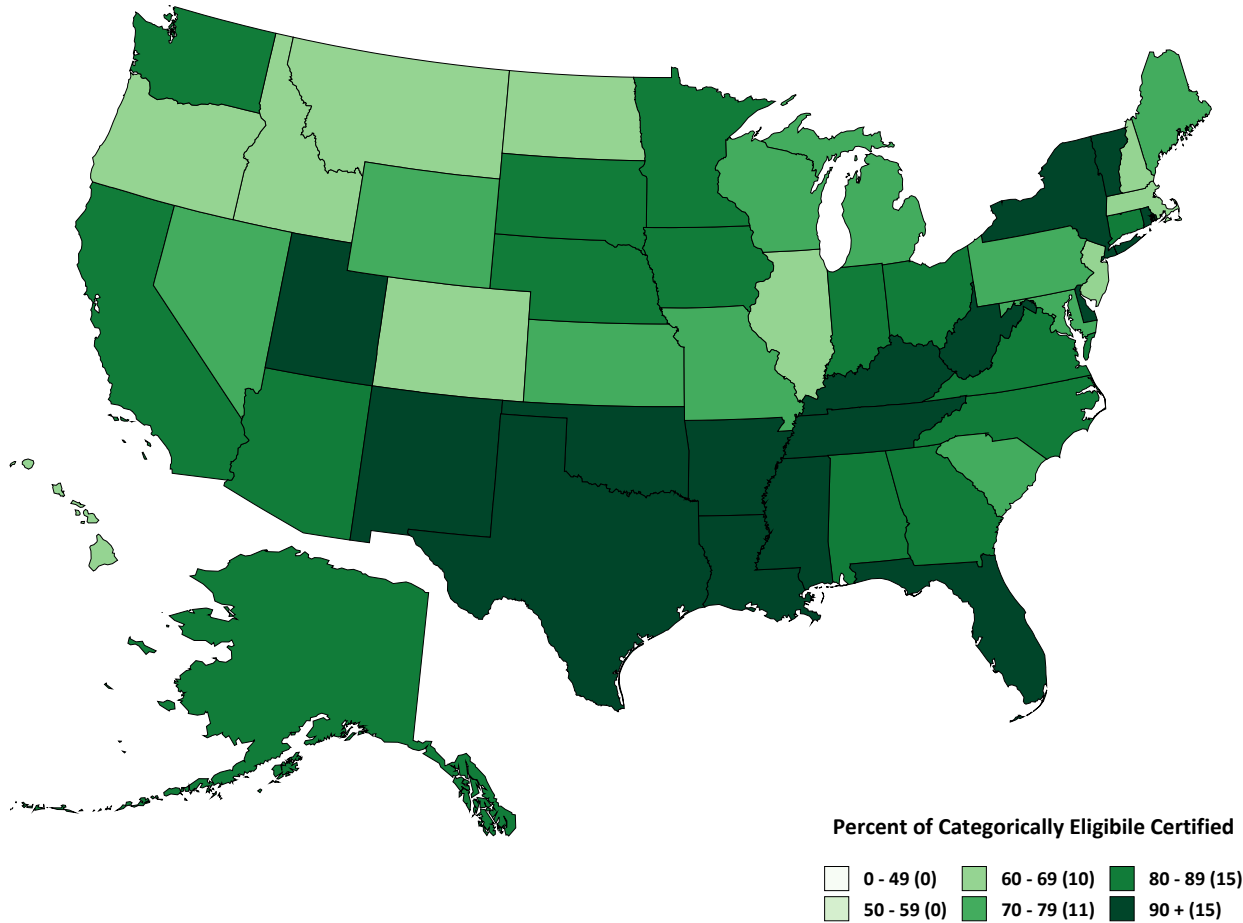 Percent of Categorically Eligibile Certified
0 - 49 (0)
60 - 69 (10)
80 - 89 (15)
50 - 59 (0)
70 - 79 (11)
90 + (15)